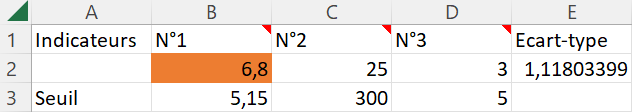 A B C D E
1 Indicateurs N°1 N°2 N°3 Ecart-type
2 6,8 25 3 1,11803399
3 Seuil 5,15 300 5